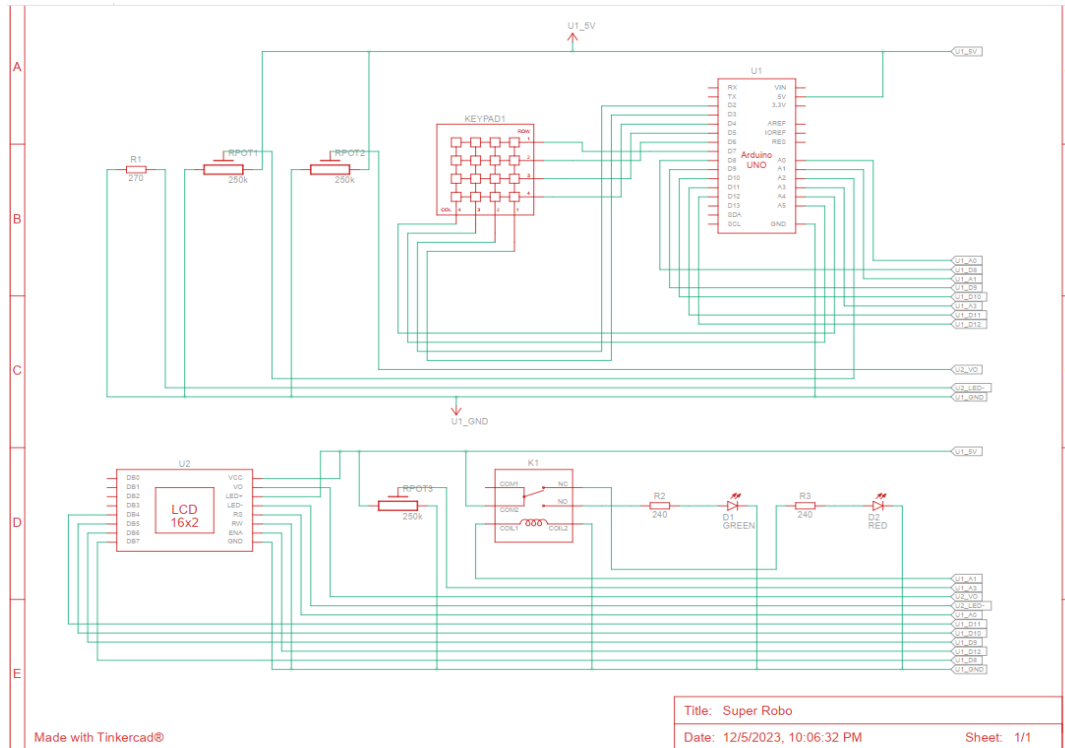 U1_5V
U1_5V
A
B
C
D
E
R1
270
RPOT1
250k
RPOT2
250k
KEYPAD1
ROW
1
2
3
4
COL 4 3 2 1
U1
Arduino
UNO
RX
TX
D2
D3
D4
D5
D6
D7
D8
D9
D10
D11
D12
D13
SDA
SCL
VIN
5V
3.3V
AREF
IOREF
RES
A0
A1
A2
A3
A4
A5
GND
U1_A0
U1_D8
U1_A1
U1_D9
U1_D10
U1_A3
U1_D11
U1_D12
U2_VO
U2_LED-
U1_GND
U1_GND
U2
LCD
16x2
DB0
DB1
DB2
DB3
DB4
DB5
DB6
DB7
VCC
VO
LED+
LED-
RS
RW
ENA
GND
RPOT3
250k
K1
COM1
COM2
NC
NO
COIL1
COIL2
R2
240
D1
GREEN
R3
240
D2
RED
U1_5V
U1_A1
U1_A3
U2_VO
U2_LED-
U1_A0
U1_D11
U1_D10
U1_D9
U1_D12
U1_D8
U1_GND
Title: Super Robo
Made with Tinkercad®
Date: 12/5/2023, 10:06:32 PM
Sheet: 1/1